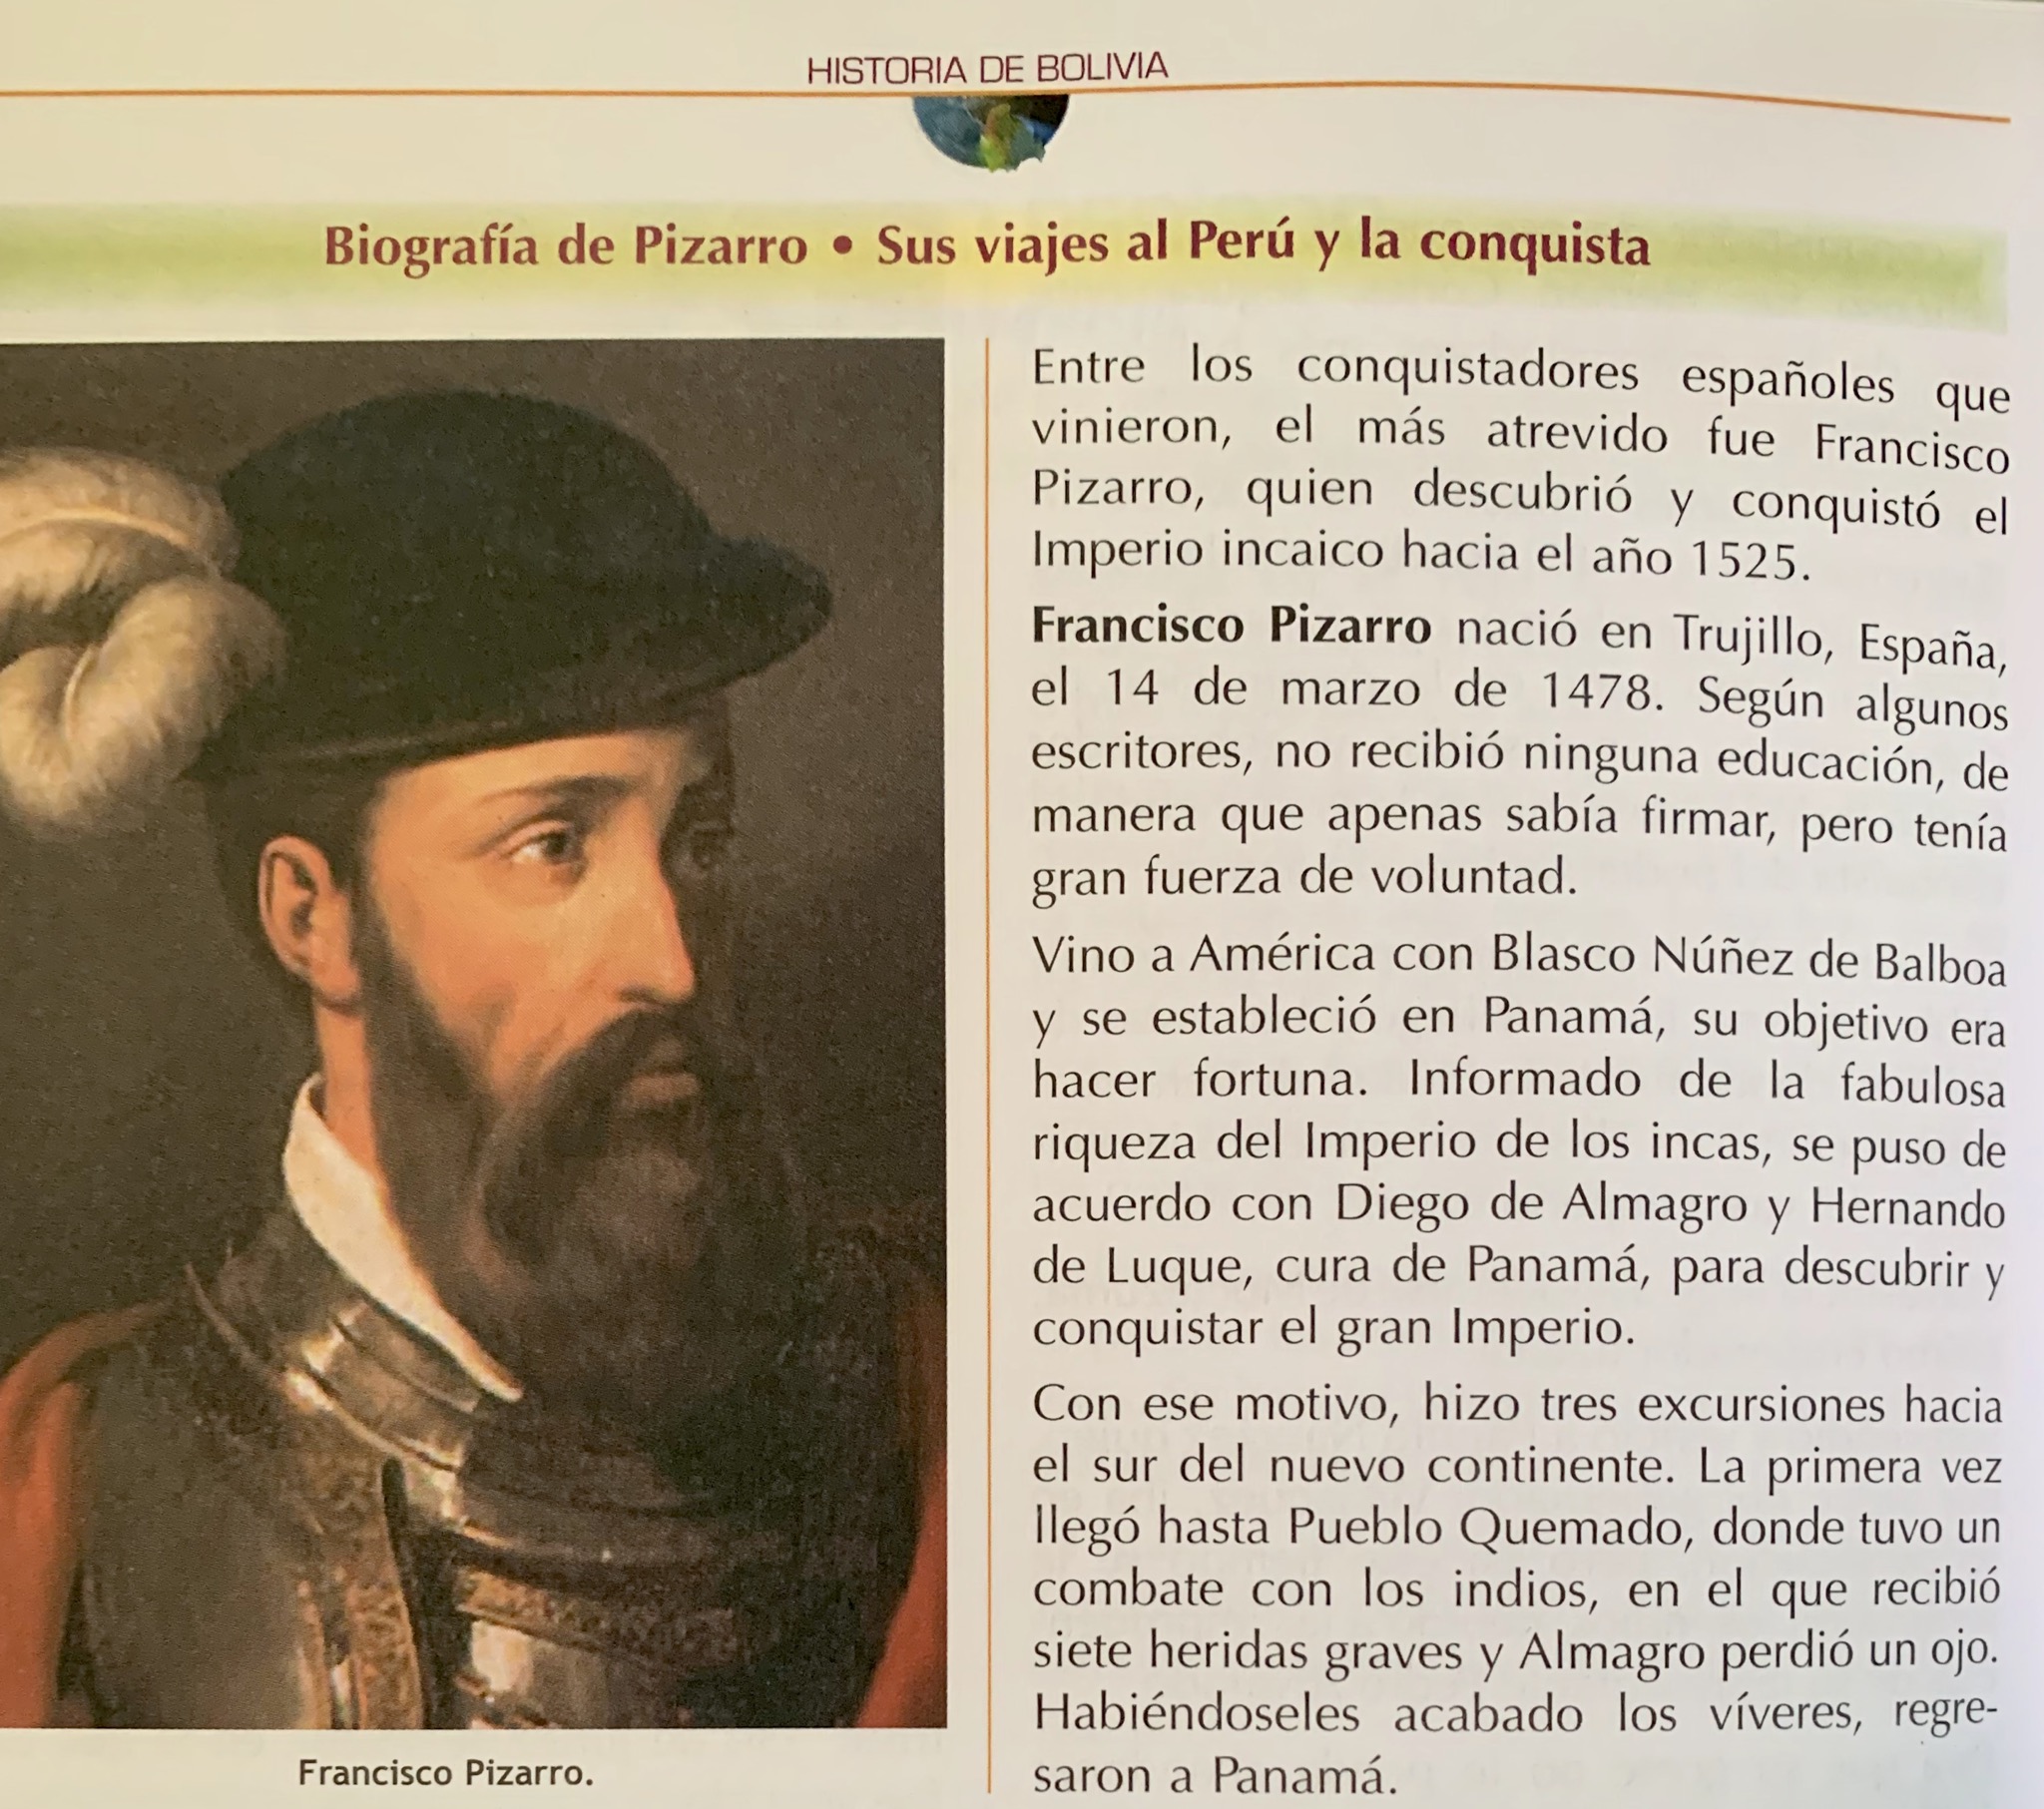 HISTORIA DE BOLIVIA
Biografía de Pizarro • Sus viajes al Perú y la conquista
Entre los conquistadores españoles que
vinieron, el más atrevido fue Francisco
Pizarro, quien descubrió y conquistó el
Imperio incaico hacia el año 1525.
Francisco Pizarro nació en Trujillo, España,
el 14 de marzo de 1478. Según algunos
escritores, no recibió ninguna educación, de
manera que apenas sabía firmar, pero tenía
gran fuerza de voluntad.
Vino a América con Blasco Núñez de Balboa
y se estableció en Panamá, su objetivo era
hacer fortuna. Informado de la fabulosa
riqueza del Imperio de los incas, se puso de
acuerdo con Diego de Almagro y Hernando
de Luque, cura de Panamá, para descubrir y
conquistar el gran Imperio.
Con ese motivo, hizo tres excursiones hacia
el sur del nuevo continente. La primera vez
llegó hasta Pueblo Quemado, donde tuvo un
combate con los indios, en el que recibió
siete heridas graves y Almagro perdió un ojo.
Habiéndoseles acabado los víveres, regre-
saron a Panamá.
Francisco Pizarro.